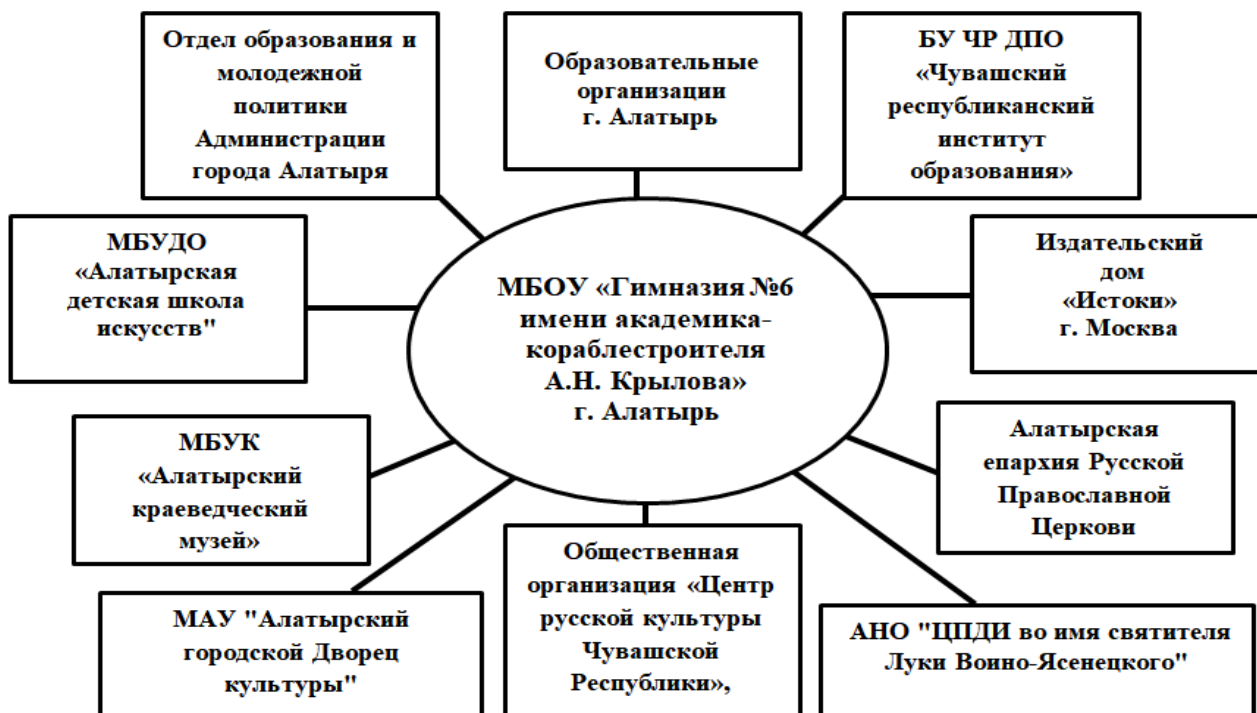 Отдел образования и
молодежной
политики
Администрации
города Алатыря
Образовательные
организации
г. Алатырь
БУ ЧР ДПО
«Чувашский
республиканский
институт
образования»
МБУДО
«Алатырская
детская школа
искусств"
МБОУ «Гимназия №6
имени академика-
кораблестроителя
А.Н. Крылова»
г. Алатырь
Издательский
дом
«Истоки»
г. Москва
МБУК
«Алатырский
краеведческий
музей»
Алатырская
епархия Русской
Православной
Церкови
МАУ "Алатырский
городской Дворец
культуры"
Общественная
организация «Центр
русской культуры
Чувашской
Республики»,
АНО "ЦПДИ во имя святителя
Луки Воино-Ясенецкого"